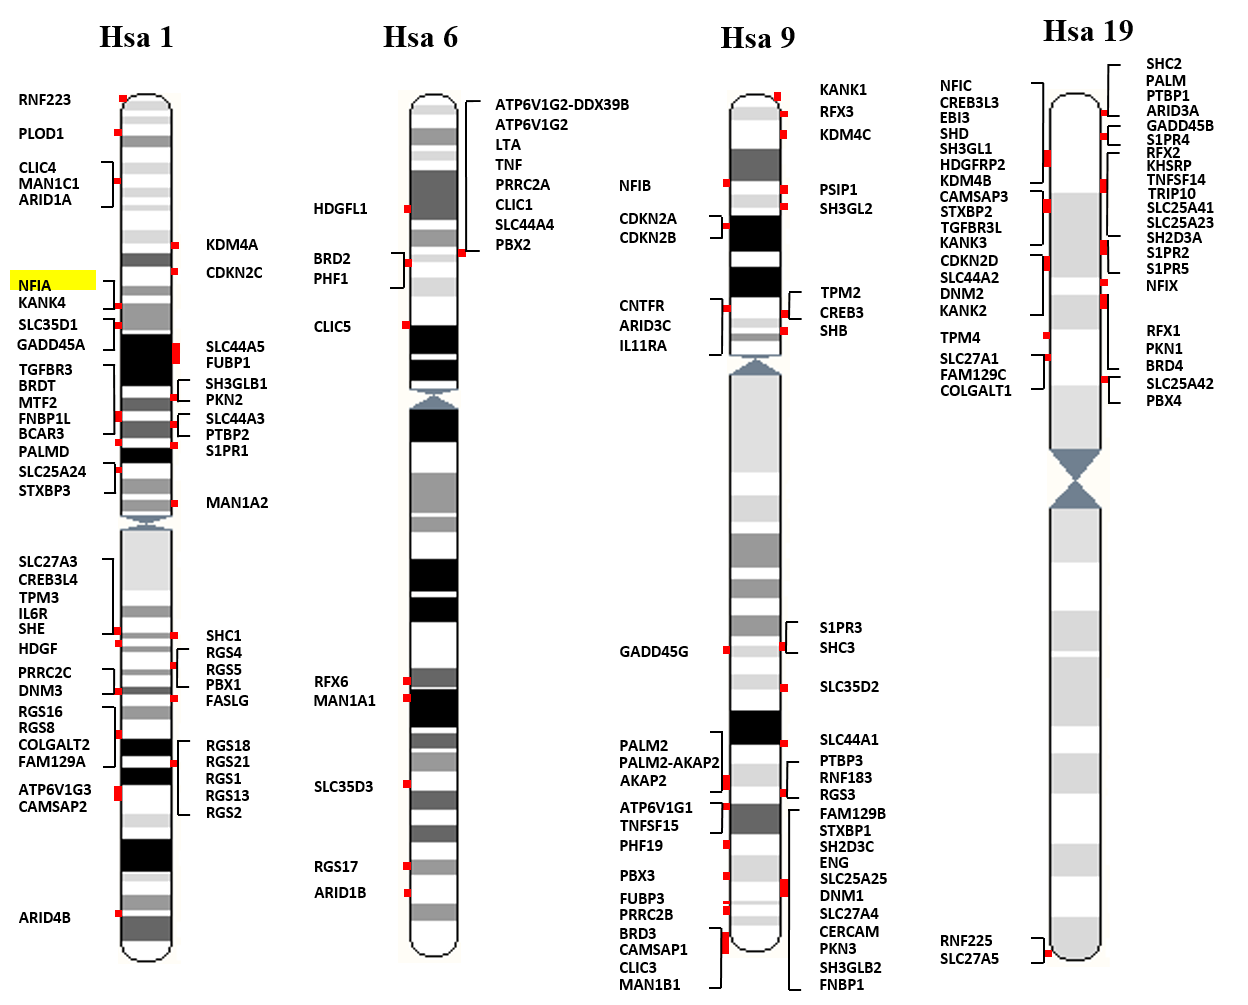 Hsa 1
RNF223
PLOD1
CLIC4
MAN1C1
ARID1A
NFIA
KANK4
SLC35D1
GADD45A
TGFBR3
BRDT
MTF2
FNBP1L
BCAR3
PALMD
SLC25A24
STXBP3
SLC27A3
CREB3L4
TPM3
IL6R
SHE
HDGF
PRRC2C
DNM3
RGS16
RGS8
COLGALT2
FAM129A
ATP6V1G3
CAMSAP2
ARID4B
KDM4A
CDKN2C
SLC44A5
FUBP1
SH3GLB1
PKN2
SLC44A3
PTBP2
S1PR1
MAN1A2
SHC1
RGS4
RGS5
PBX1
FASLG
RGS18
RGS21
RGS1
RGS13
RGS2
Hsa 6
HDGFL1
BRD2
PHF1
CLIC5
RFX6
MAN1A1
SLC35D3
RGS17
ARID1B
ATP6V1G2-DDX39B
ATP6V1G2
LTA
TNF
PRRC2A
CLIC1
SLC44A4
PBX2
Hsa 9
NFIB
CDKN2A
CDKN2B
CNTFR
ARID3C
IL11RA
GADD45G
PALM2
PALM2-AKAP2
AKAP2
ATP6V1G1
TNFSF15
PHF19
PBX3
FUBP3
PRRC2B
BRD3
CAMSAP1
CLIC3
MAN1B1
KANK1
RFX3
KDM4C
PSIP1
SH3GL2
TPM2
CREB3
SHB
S1PR3
SHC3
SLC35D2
SLC44A1
PTBP3
RNF183
RGS3
FAM129B
STXBP1
SH2D3C
ENG
SLC25A25
DNM1
SLC27A4
CERCAM
PKN3
SH3GLB2
FNBP1
Hsa 19
NFIC
CREB3L3
EBI3
SHD
SH3GL1
HDGFRP2
KDM4B
CAMSAP3
STXBP2
TGFBR3L
KANK3
CDKN2D
SLC44A2
DNM2
KANK2
TPM4
SLC27A1
FAM129C
COLGALT1
RNF225
SLC27A5
SHC2
PALM
PTBP1
ARID3A
GADD45B
S1PR4
RFX2
KHSRP
TNFSF14
TRIP10
SLC25A41
SLC25A23
SH2D3A
S1PR2
S1PR5
NFIX
RFX1
PKN1
BRD4
SLC25A42
PBX4